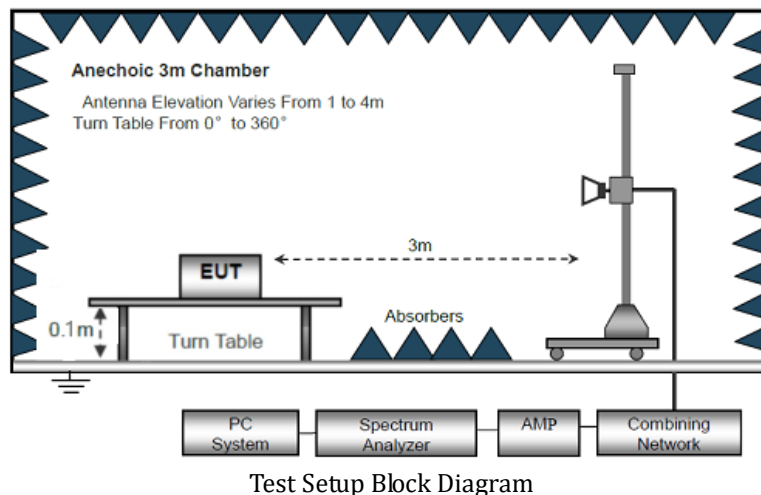 Anechoic 3m Chamber
Antenna Elevation Varies From 1 to 4m
Turn Table From 0° to 360°
3m
EUT
Absorbers
0.1m
Turn Table
PC
System
Spectrum
Analyzer
AMP
Combining
Network
Test Setup Block Diagram